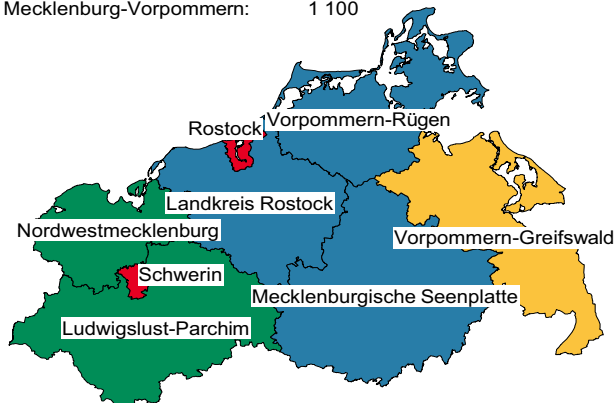 Mecklenburg-Vorpommern: 1 100
Rostock
Vorpommern-Rügen
Landkreis Rostock
Nordwestmecklenburg
Vorpommern-Greifswald
Schwerin
Mecklenburgische Seenplatte
Ludwigslust-Parchim